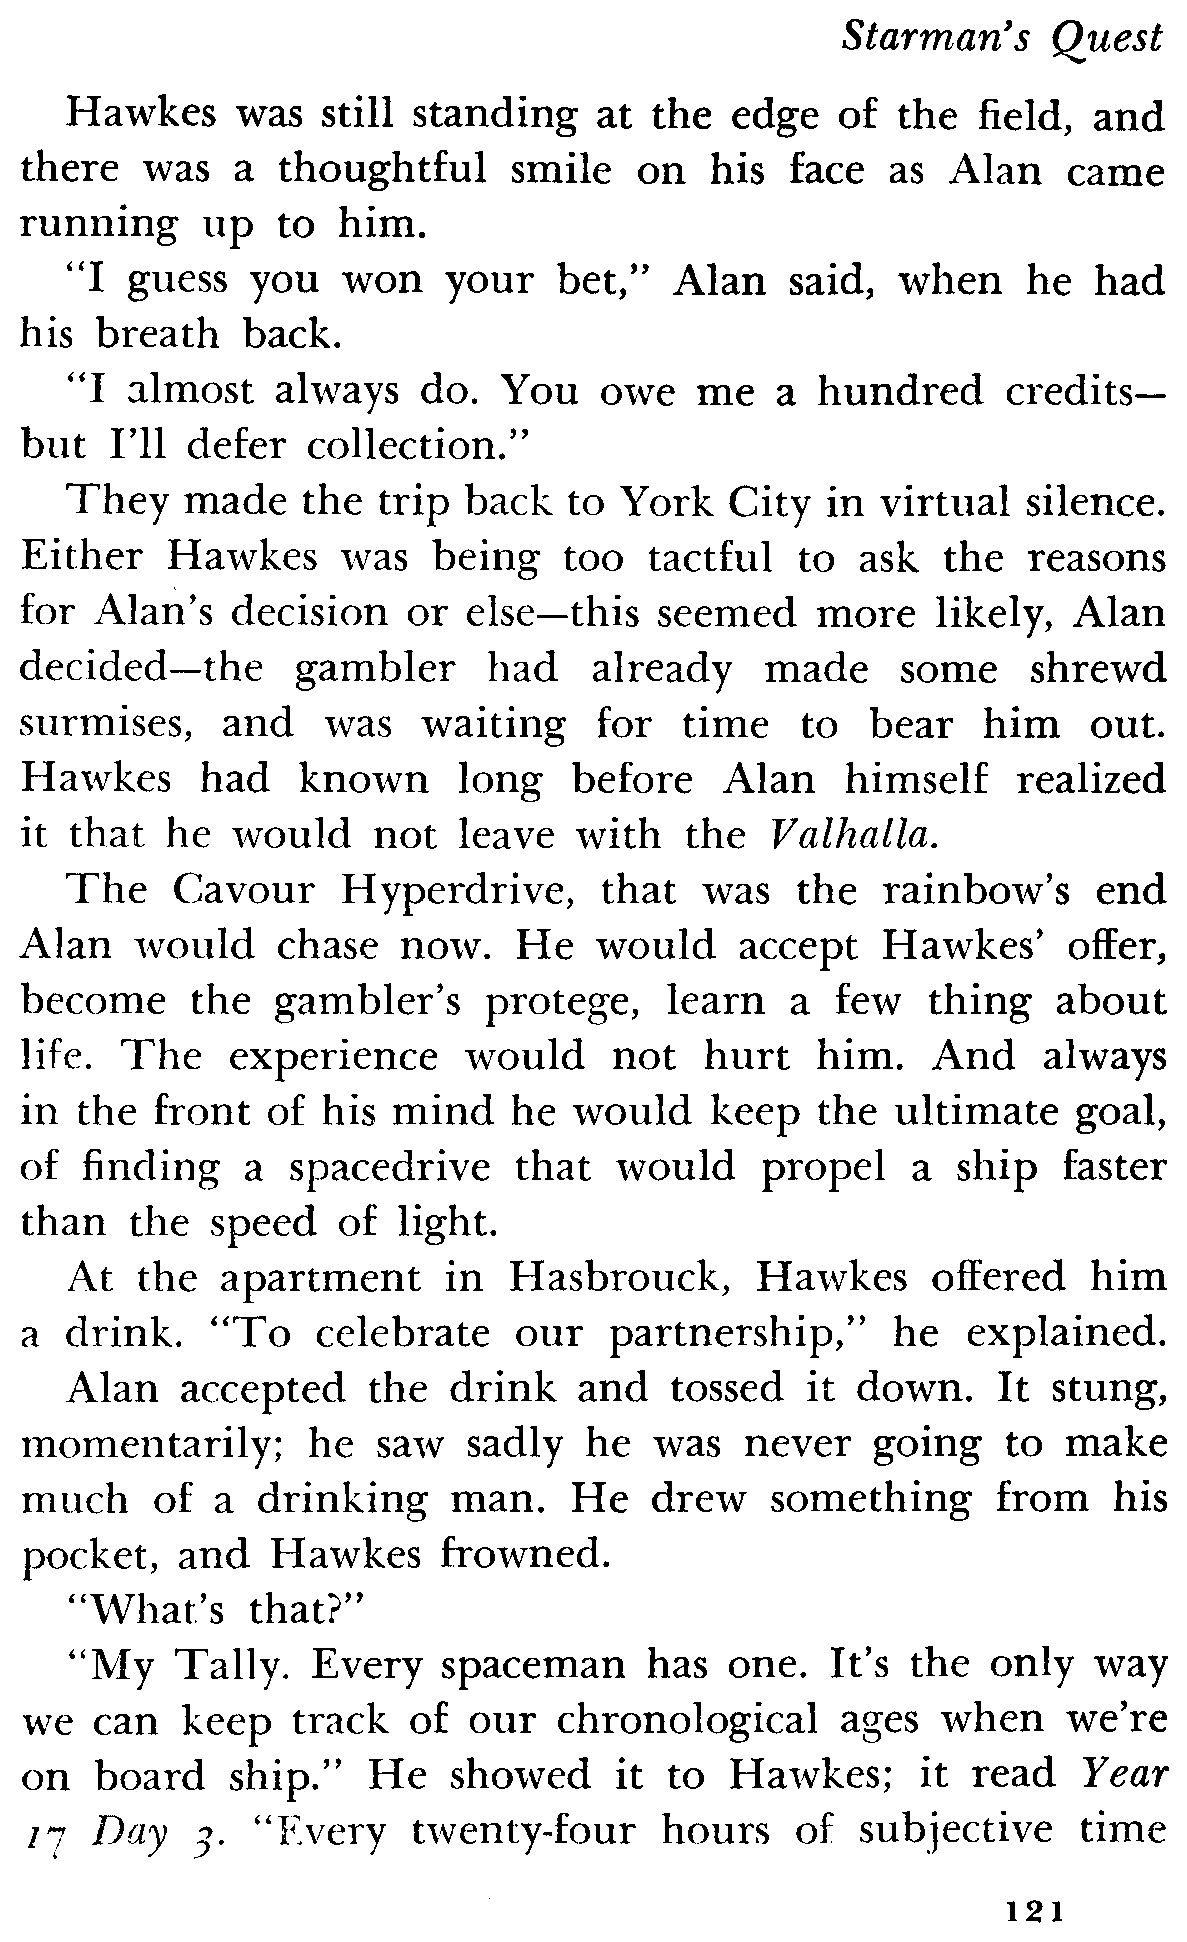 Starman's Quest
Hawkes was still standing at the edge of the field, and
there was a thoughtful smile on his face as Alan came
running up to him.
"I guess you won your bet," Alan said, when he had
his breath back.
"I almost always do. You owe me a hundred credits—
but I'll defer collection."
They made the trip back to York City in virtual silence.
Either Hawkes was being too tactful to ask the reasons
for Alan's decision or else—this seemed more likely, Alan
decided—the gambler had already made some shrewd
surmises, and was waiting for time to bear him out.
Hawkes had known long before Alan himself realized
it that he would not leave with the Valhalla.
The Cavour Hyperdrive, that was the rainbow's end
Alan would chase now. He would accept Hawkes' offer,
become the gambler's protege, learn a few thing about
life. The experience would not hurt him. And always
in the front of his mind he would keep the ultimate goal,
of finding a spacedrive that would propel a ship faster
than the speed of light.
At the apartment in Hasbrouck, Hawkes offered him
a drink. "To celebrate our partnership," he explained.
Alan accepted the drink and tossed it down. It stung,
momentarily; he saw sadly he was never going to make
much of a drinking man. He drew something from his
pocket, and Hawkes frowned.
"What's that?"
"My Tally. Every spaceman has one. It's the only way
we can keep track of our chronological ages when we're
on board ship." He showed it to Hawkes; it read Year
17 Day 3. "Every twenty-four hours of subjective time
121